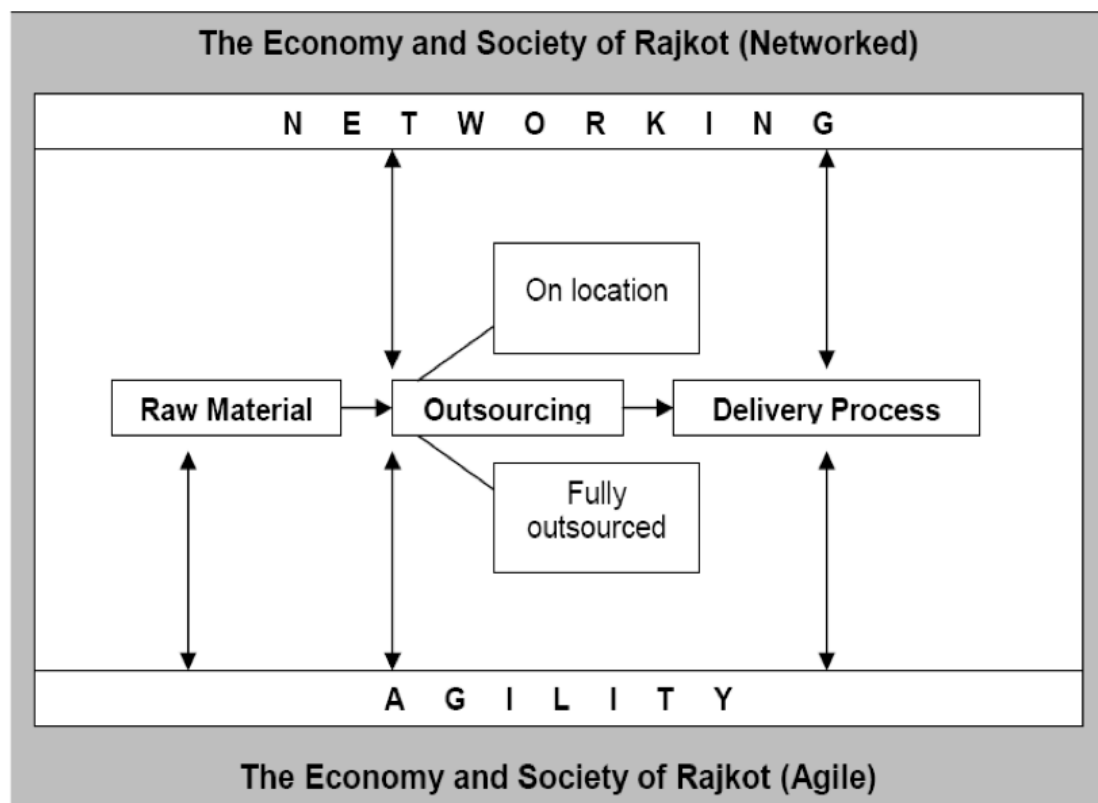 The Economy and Society of Rajkot (Networked)
N E T W O R K I N G
On location
Raw Material
Outsourcing
Delivery Process
Fully
outsourced
A G I L I T Y
The Economy and Society of Rajkot (Agile)